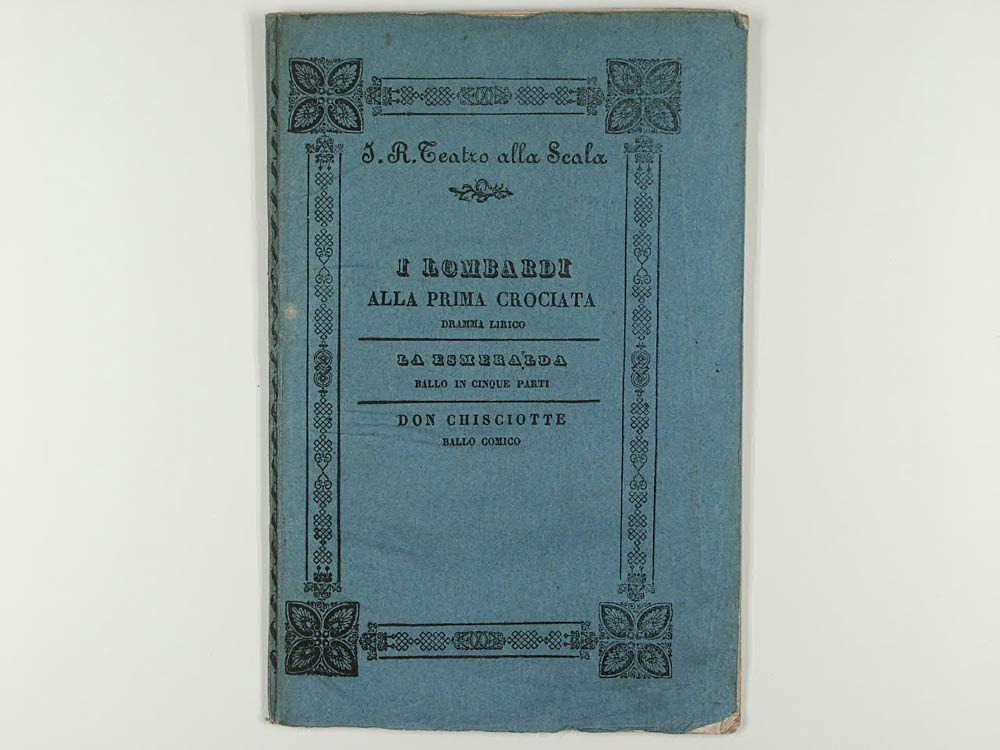 I. R. Teatro alla Scala
I LOMBARDI
ALLA PRIMA CROCIATA
DRAMMA LIRICO
LA ESMERALDA
BALLO IN CINQUE PARTI
DON CHISCIOTTE
BALLO COMICO